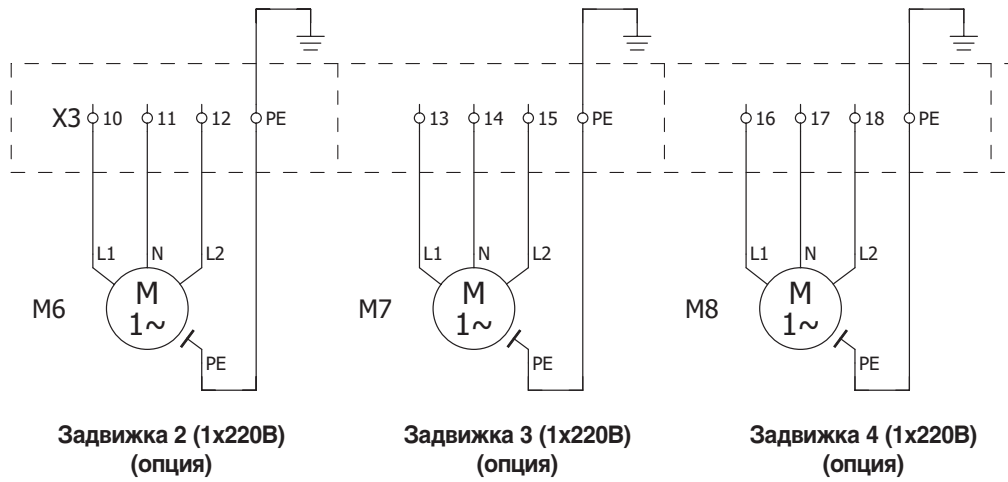 X3 10 11 12 PE 13 14 15 PE 16 17 18 PE
L1 N L2 L1 N L2 L1 N L2
M6 M 1~ M7 M 1~ M8 M 1~
PE PE PE
Задвижка 2 (1x220В) Задвижка 3 (1x220В) Задвижка 4 (1x220В)
(опция) (опция) (опция)